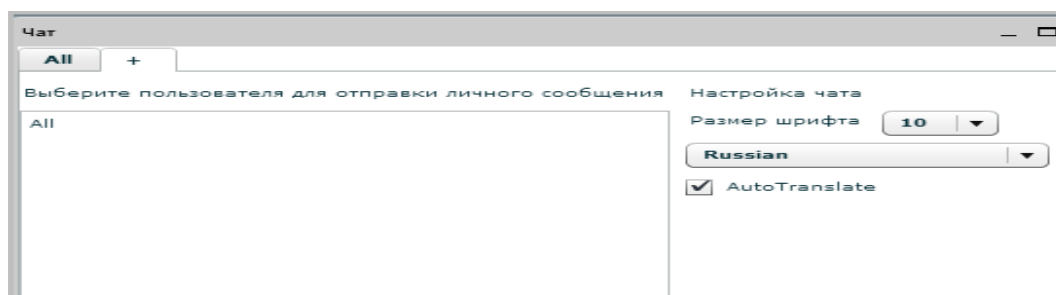 Чат
All +
Выберите пользователя для отправки личного сообщения
All
Настройка чата
Размер шрифта 10
Russian
AutoTranslate